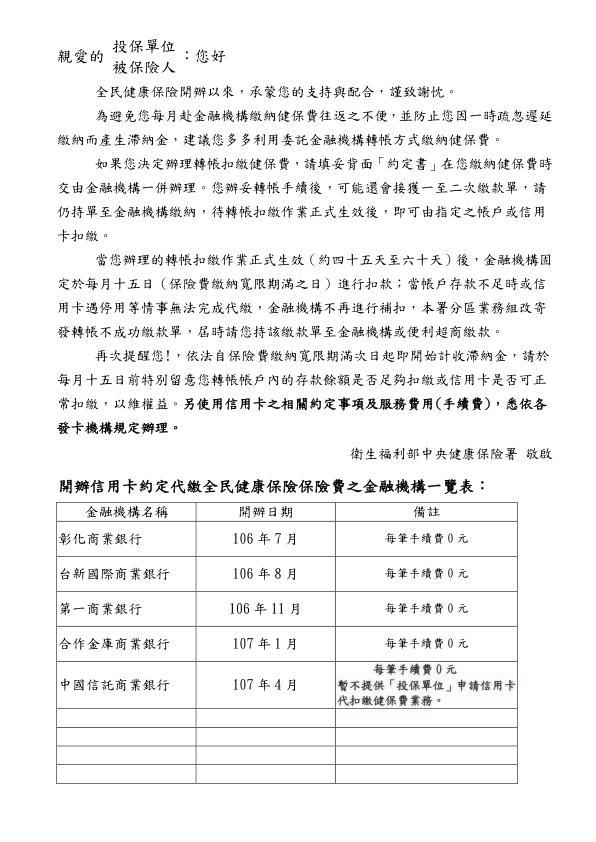 親愛的 投保單位 ：您好
被保險人
全民健康保險開辦以來，承蒙您的支持與配合，謹致謝忱。
為避免您每月赴金融機構繳納健保費往返之不便，並防止您因一時疏忽遲延
繳納而產生滯納金，建議您多多利用委託金融機構轉帳方式繳納健保費。
如果您決定辦理轉帳扣繳健保費，請填妥背面「約定書」在您繳納健保費時
交由金融機構一併辦理。您辦妥轉帳手續後，可能還會接獲一至二次繳款單，請
仍持單至金融機構繳納，待轉帳扣繳作業正式生效後，即可由指定之帳戶或信用
卡扣繳。
當您辦理的轉帳扣繳作業正式生效（約四十五天至六十天）後，金融機構固
定於每月十五日（保險費繳納寬限期滿之日）進行扣款；當帳戶存款不足時或信
用卡遇停用等情事無法完成代繳，金融機構不再進行補扣，本署分區業務組改寄
發轉帳不成功繳款單，屆時請您持該繳款單至金融機構或便利超商繳款。
再次提醒您!，依法自保險費繳納寬限期滿次日起即開始計收滯納金，請於
每月十五日前特別留意您轉帳帳戶內的存款餘額是否足夠扣繳或信用卡是否可正
常扣繳，以維權益。另使用信用卡之相關約定事項及服務費用(手續費)，悉依各
發卡機構規定辦理。
衛生福利部中央健康保險署 敬啟
開辦信用卡約定代繳全民健康保險保險費之金融機構一覽表：
金融機構名稱 開辦日期 備註
彰化商業銀行 106 年 7 月 每筆手續費 0 元
台新國際商業銀行 106 年 8 月 每筆手續費 0 元
第一商業銀行 106 年 11 月 每筆手續費 0 元
合作金庫商業銀行 107 年 1 月 每筆手續費 0 元
中國信託商業銀行 107 年 4 月 每筆手續費 0 元
暫不提供「投保單位」申請信用卡
代扣繳健保費業務。